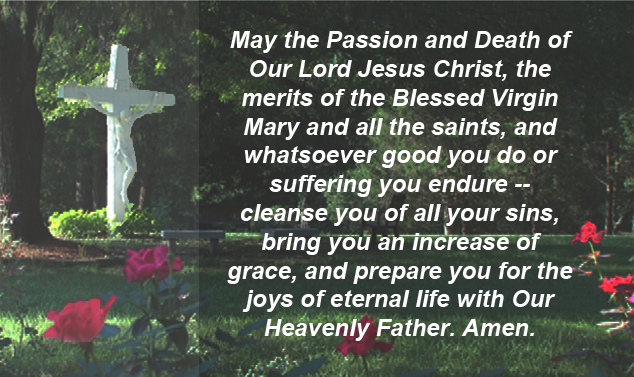 May the Passion and Death of
Our Lord Jesus Christ, the
merits of the Blessed Virgin
Mary and all the saints, and
whatsoever good you do or
suffering you endure --
cleanse you of all your sins,
bring you an increase of
grace, and prepare you for the
joys of eternal life with Our
Heavenly Father. Amen.